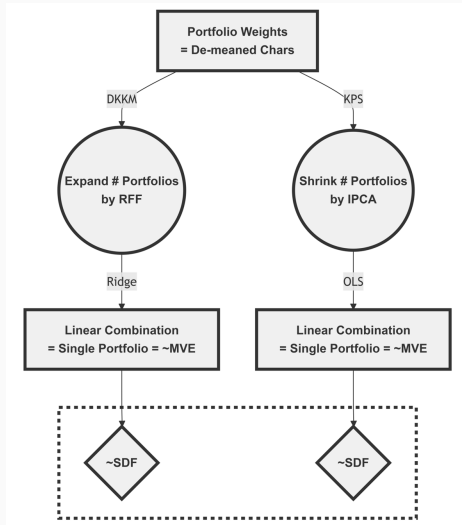 Portfolio Weights
= De-meaned Chars
DKKM
KPS
Expand # Portfolios
by RFF
Shrink # Portfolios
by IPCA
Ridge
OLS
Linear Combination
= Single Portfolio = ~MVE
Linear Combination
= Single Portfolio = ~MVE
~SDF
~SDF